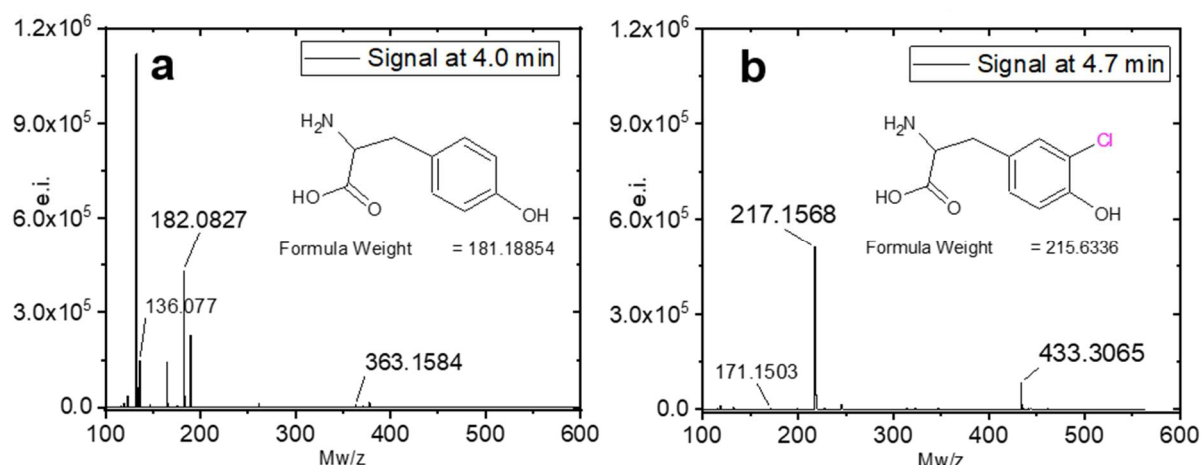 a
Signal at 4.0 min
1.2x10⁶
9.0x10⁵
6.0x10⁵
3.0x10⁵
0.0
e.i.
H₂N
HO
O
OH
Formula Weight = 181.18854
182.0827
136.077
363.1584
100 200 300 400 500 600
Mw/z
b
Signal at 4.7 min
1.2x10⁶
9.0x10⁵
6.0x10⁵
3.0x10⁵
0.0
e.i.
H₂N
Cl
HO
O
OH
Formula Weight = 215.6336
217.1568
171.1503
433.3065
100 200 300 400 500 600
Mw/z